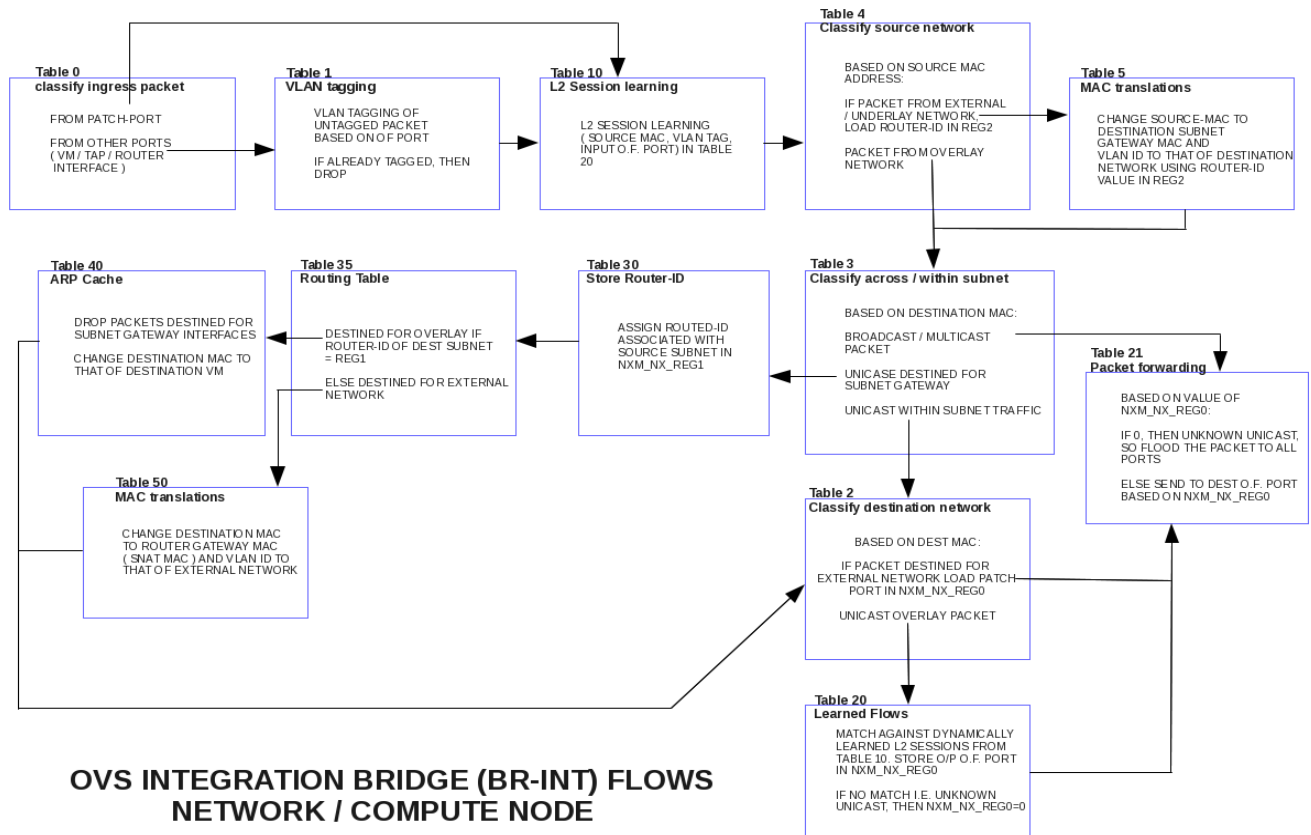 Table 0
classify ingress packet
FROM PATCH-PORT
FROM OTHER PORTS
( VM / TAP / ROUTER
INTERFACE )
Table 1
VLAN tagging
VLAN TAGGING OF
UNTAGGED PACKET
BASED ON OF PORT
IF ALREADY TAGGED, THEN
DROP
Table 10
L2 Session learning
L2 SESSION LEARNING
( SOURCE MAC, VLAN TAG,
INPUT O.F. PORT) IN TABLE
20
Table 4
Classify source network
BASED ON SOURCE MAC
ADDRESS:
IF PACKET FROM EXTERNAL
/ UNDERLAY NETWORK,
LOAD ROUTER-ID IN REG2
PACKET FROM OVERLAY
NETWORK
Table 5
MAC translations
CHANGE SOURCE-MAC TO
DESTINATION SUBNET
GATEWAY MAC AND
VLAN ID TO THAT OF DESTINATION
NETWORK USING ROUTER-ID
VALUE IN REG2
Table 40
ARP Cache
DROP PACKETS DESTINED FOR
SUBNET GATEWAY INTERFACES
CHANGE DESTINATION MAC TO
THAT OF DESTINATION VM
Table 35
Routing Table
DESTINED FOR OVERLAY IF
ROUTER-ID OF DEST SUBNET
= REG1
ELSE DESTINED FOR EXTERNAL
NETWORK
Table 30
Store Router-ID
ASSIGN ROUTED-ID
ASSOCIATED WITH
SOURCE SUBNET IN
NXM_NX_REG1
Table 3
Classify across / within subnet
BASED ON DESTINATION MAC:
BROADCAST / MULTICAST
PACKET
UNICASE DESTINED FOR
SUBNET GATEWAY
UNICAST WITHIN SUBNET TRAFFIC
Table 21
Packet forwarding
BASED ON VALUE OF
NXM_NX_REG0:
IF 0, THEN UNKNOWN UNICAST,
SO FLOOD THE PACKET TO ALL
PORTS
ELSE SEND TO DEST O.F. PORT
BASED ON NXM_NX_REG0
Table 50
MAC translations
CHANGE DESTINATION MAC
TO ROUTER GATEWAY MAC
( SNAT MAC ) AND VLAN ID TO
THAT OF EXTERNAL NETWORK
Table 2
Classify destination network
BASED ON DEST MAC:
IF PACKET DESTINED FOR
EXTERNAL NETWORK LOAD PATCH
PORT IN NXM_NX_REG0
UNICAST OVERLAY PACKET
Table 20
Learned Flows
MATCH AGAINST DYNAMICALLY
LEARNED L2 SESSIONS FROM
TABLE 10. STORE O/P O.F. PORT
IN NXM_NX_REG0
IF NO MATCH I.E. UNKNOWN
UNICAST, THEN NXM_NX_REG0=0
OVS INTEGRATION BRIDGE (BR-INT) FLOWS
NETWORK / COMPUTE NODE